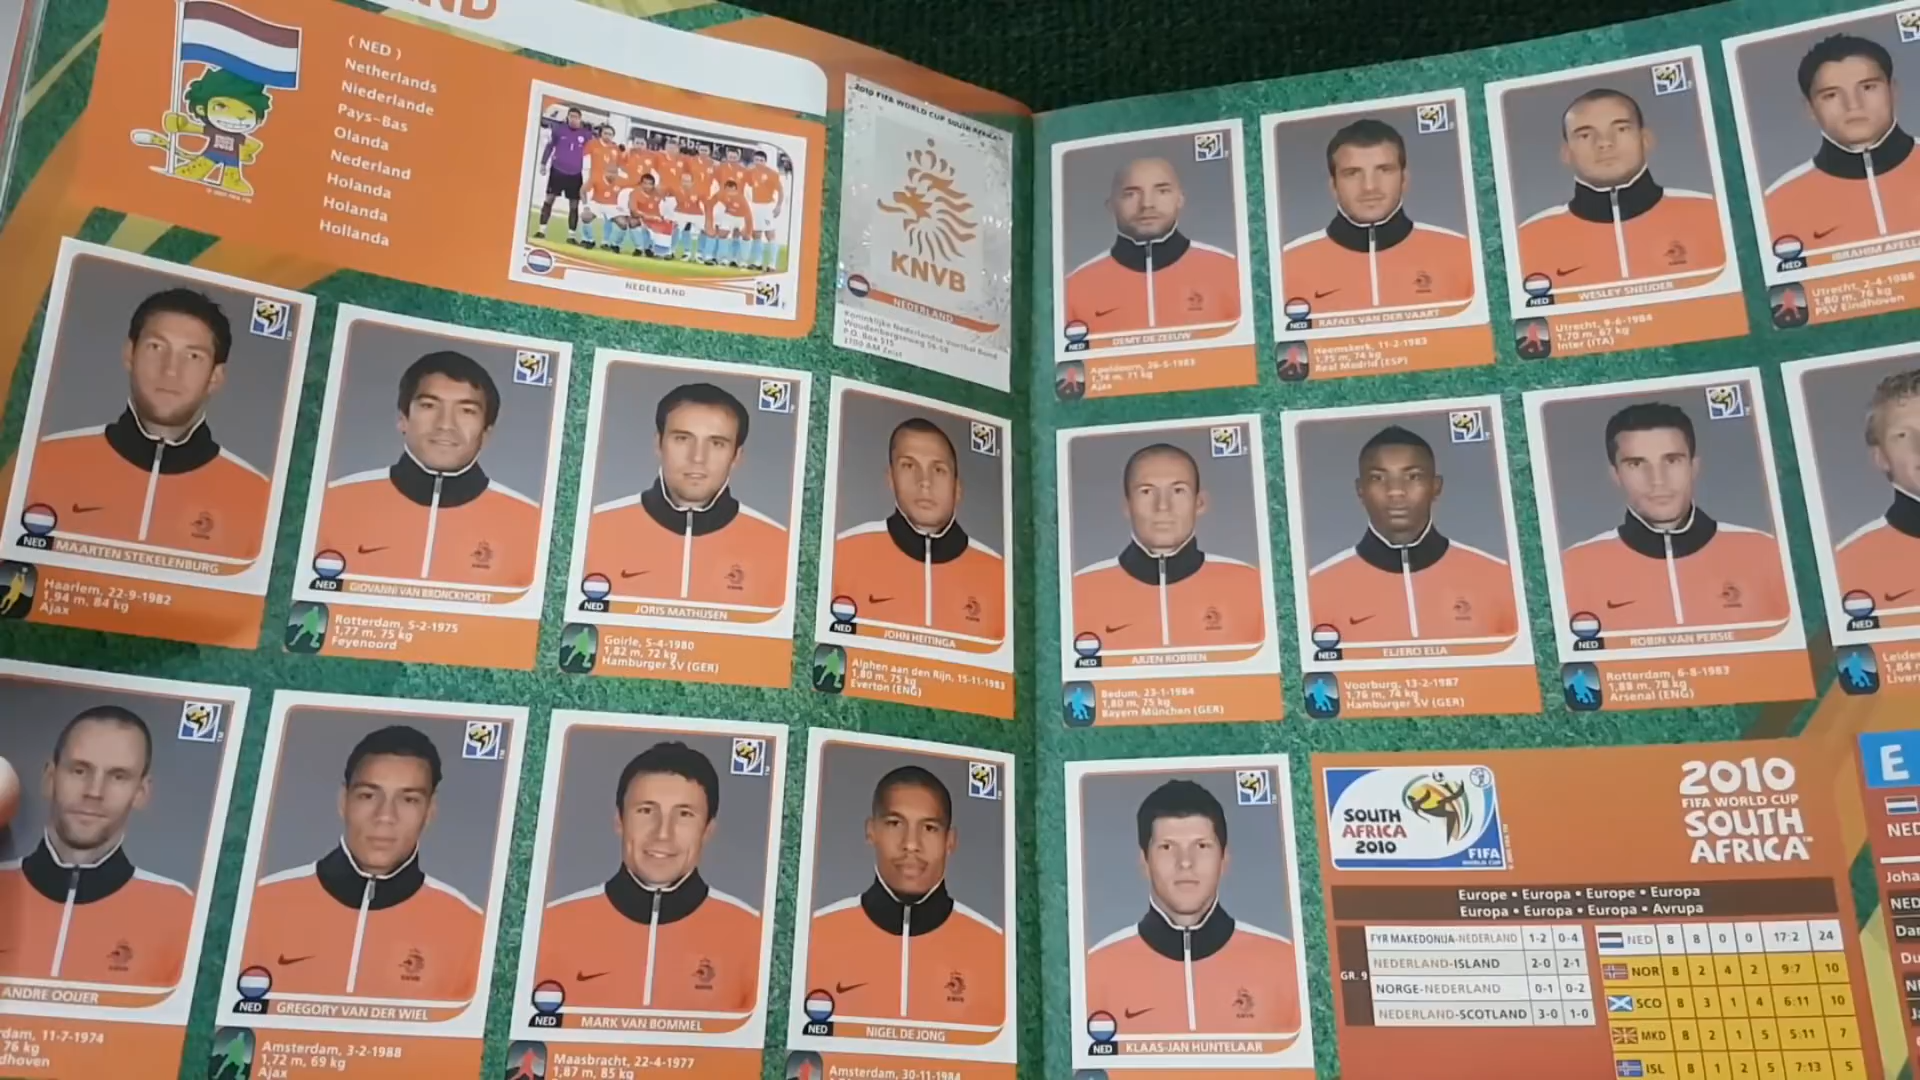 ( NED )
Netherlands
Niederlande
Pays-Bas
Olanda
Nederland
Holanda
Holanda
Hollanda
NEDERLAND
2010 FIFA WORLD CUP SOUTH AFRICA
KNVB
NEDERLAND
Koninklijke Nederlandse Voetbal Bond
Woudenbergseweg 56-58
P.O. Box 515
3700 AM Zeist
NED
MAARTEN STEKELENBURG
Haarlem, 22-9-1982
1,94 m, 84 kg
Ajax
NED
GIOVANNI VAN BRONCKHORST
Rotterdam, 5-2-1975
1,77 m, 75 kg
Feyenoord
NED
JORIS MATHIJSEN
Goirle, 5-4-1980
1,82 m, 72 kg
Hamburger SV (GER)
NED
JOHN HEITINGA
Alphen aan den Rijn, 15-11-1983
1,80 m, 75 kg
Everton (ENG)
ANDRE OOIJER
rdam, 11-7-1974
76 kg
dhoven
NED
GREGORY VAN DER WIEL
Amsterdam, 3-2-1988
1,72 m, 69 kg
Ajax
NED
MARK VAN BOMMEL
Maasbracht, 22-4-1977
1,87 m, 85 kg
NED
NIGEL DE JONG
Amsterdam, 30-11-1984
NED
DEMY DE ZEEUW
Apeldoorn, 26-5-1983
1,74 m, 71 kg
Ajax
NED
RAFAEL VAN DER VAART
Heemskerk, 11-2-1983
1,75 m, 74 kg
Real Madrid (ESP)
NED
WESLEY SNEIJDER
Utrecht, 9-6-1984
1,70 m, 67 kg
Inter (ITA)
NED
IBRAHIM AFELLA
Utrecht, 2-4-1986
1,80 m, 76 kg
PSV Eindhoven
NED
ARJEN ROBBEN
Bedum, 23-1-1984
1,80 m, 75 kg
Bayern München (GER)
NED
ELJERO ELIA
Voorburg, 13-2-1987
1,76 m, 74 kg
Hamburger SV (GER)
NED
ROBIN VAN PERSIE
Rotterdam, 6-8-1983
1,88 m, 78 kg
Arsenal (ENG)
NED
Leide
1,84
Liver
NED
KLAAS-JAN HUNTELAAR
SOUTH
AFRICA
2010
FIFA
WORLD CUP
2010
FIFA WORLD CUP
SOUTH
AFRICA™
Europe • Europa • Europe • Europa
Europa • Europa • Europa • Avrupa
GR. 9
FYR MAKEDONIJA-NEDERLAND 1-2 0-4
NEDERLAND-ISLAND 2-0 2-1
NORGE-NEDERLAND 0-1 0-2
NEDERLAND-SCOTLAND 3-0 1-0
NED 8 8 0 0 17:2 24
NOR 8 2 4 2 9:7 10
SCO 8 3 1 4 6:11 10
MKD 8 2 1 5 5:11 7
ISL 8 1 2 5 7:13 5
E
NED
Joha
NED
Dar
Du